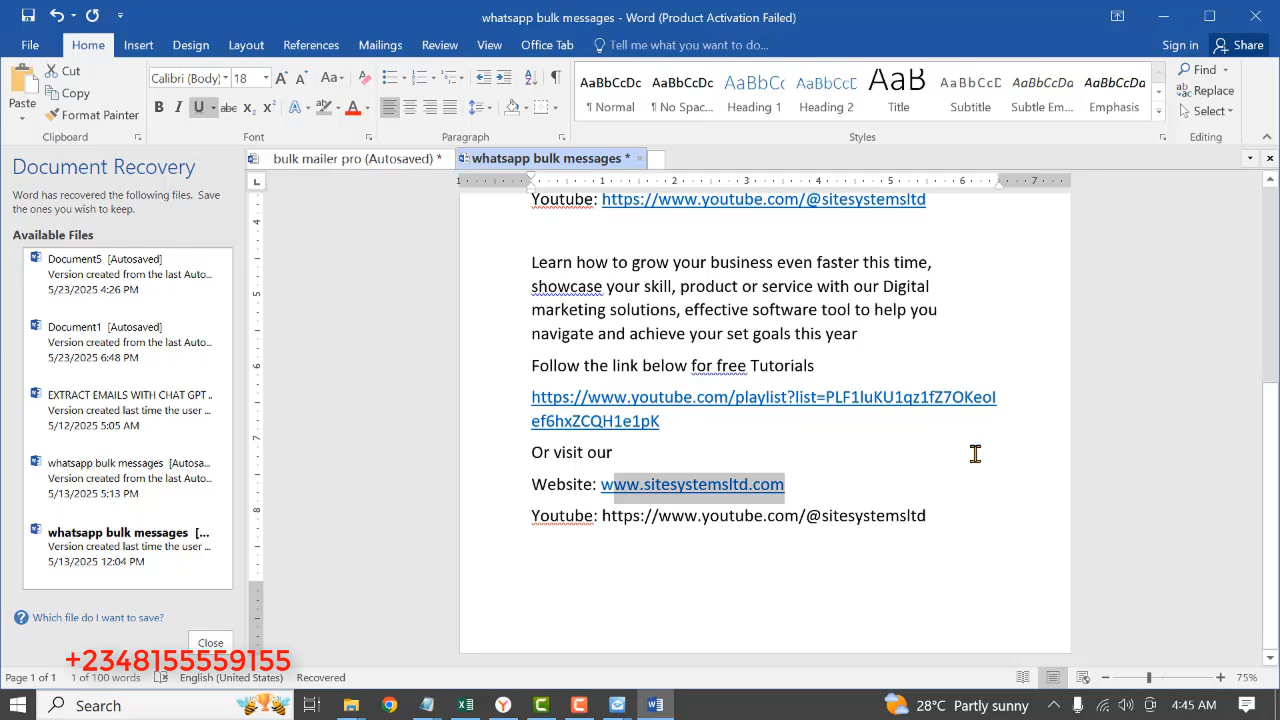 whatsapp bulk messages - Word (Product Activation Failed)
File Home Insert Design Layout References Mailings Review View Office Tab Tell me what you want to do... Sign in Share
Paste
Cut
Copy
Format Painter
Clipboard
Calibri (Body) 18
Font
Paragraph
AaBbCcDc AaBbCcDc AaBbCc AaBbCcC AaB AaBbCcD AaBbCcDc AaBbCcDc
¶ Normal ¶ No Spac... Heading 1 Heading 2 Title Subtitle Subtle Em... Emphasis
Styles
Find
Replace
Select
Editing
bulk mailer pro (Autosaved) * whatsapp bulk messages *
Document Recovery
Word has recovered the following files. Save
the ones you wish to keep.
Available Files
Document5 [Autosaved]
Version created from the last Auto...
5/23/2025 4:26 PM
Document1 [Autosaved]
Version created from the last Auto...
5/23/2025 6:48 PM
EXTRACT EMAILS WITH CHAT GPT ..
Version created last time the user ...
5/12/2025 5:05 AM
whatsapp bulk messages [Autosa...
Version created from the last Auto...
5/13/2025 5:13 PM
whatsapp bulk messages [...
Version created last time the user ...
5/13/2025 12:04 PM
Which file do I want to save?
Close
+2348155559155
Youtube: https://www.youtube.com/@sitesystemsltd
Learn how to grow your business even faster this time,
showcase your skill, product or service with our Digital
marketing solutions, effective software tool to help you
navigate and achieve your set goals this year
Follow the link below for free Tutorials
https://www.youtube.com/playlist?list=PLF1luKU1qz1fZ7OKeoI
ef6hxZCQH1e1pK
Or visit our
Website: www.sitesystemsltd.com
Youtube: https://www.youtube.com/@sitesystemsltd
Page 1 of 1 1 of 100 words English (United States) Recovered 75%
Search 28°C Partly sunny 4:45 AM